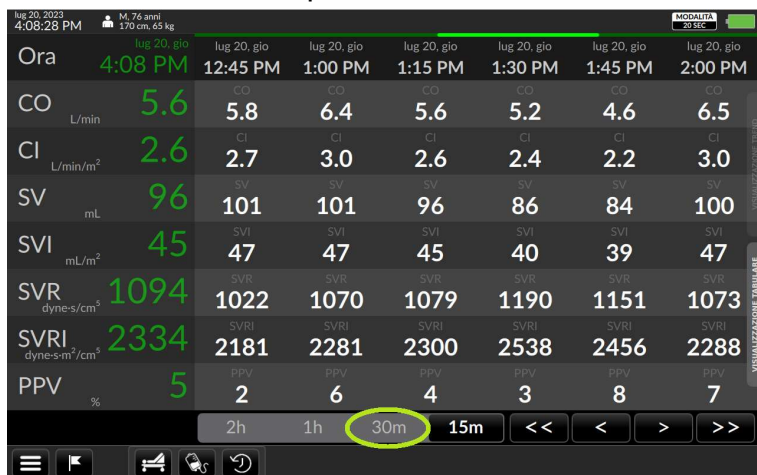 lug 20, 2023
4:08:28 PM
M, 76 anni
170 cm, 65 kg
MODALITÀ
20 SEC
Ora lug 20, gio 4:08 PM
lug 20, gio lug 20, gio lug 20, gio lug 20, gio lug 20, gio lug 20, gio
12:45 PM 1:00 PM 1:15 PM 1:30 PM 1:45 PM 2:00 PM
CO L/min 5.6
CO CO CO CO CO CO
5.8 6.4 5.6 5.2 4.6 6.5
CI L/min/m² 2.6
CI CI CI CI CI CI
2.7 3.0 2.6 2.4 2.2 3.0
SV mL 96
SV SV SV SV SV SV
101 101 96 86 84 100
SVI mL/m² 45
SVI SVI SVI SVI SVI SVI
47 47 45 40 39 47
SVR dyne·s/cm⁵ 1094
SVR SVR SVR SVR SVR SVR
1022 1070 1079 1190 1151 1073
SVRI dyne·s·m²/cm⁵ 2334
SVRI SVRI SVRI SVRI SVRI SVRI
2181 2281 2300 2538 2456 2288
PPV % 5
PPV PPV PPV PPV PPV PPV
2 6 4 3 8 7
VISUALIZZAZIONE TREND
VISUALIZZAZIONE TABULARE
2h 1h 30m 15m << < > >>